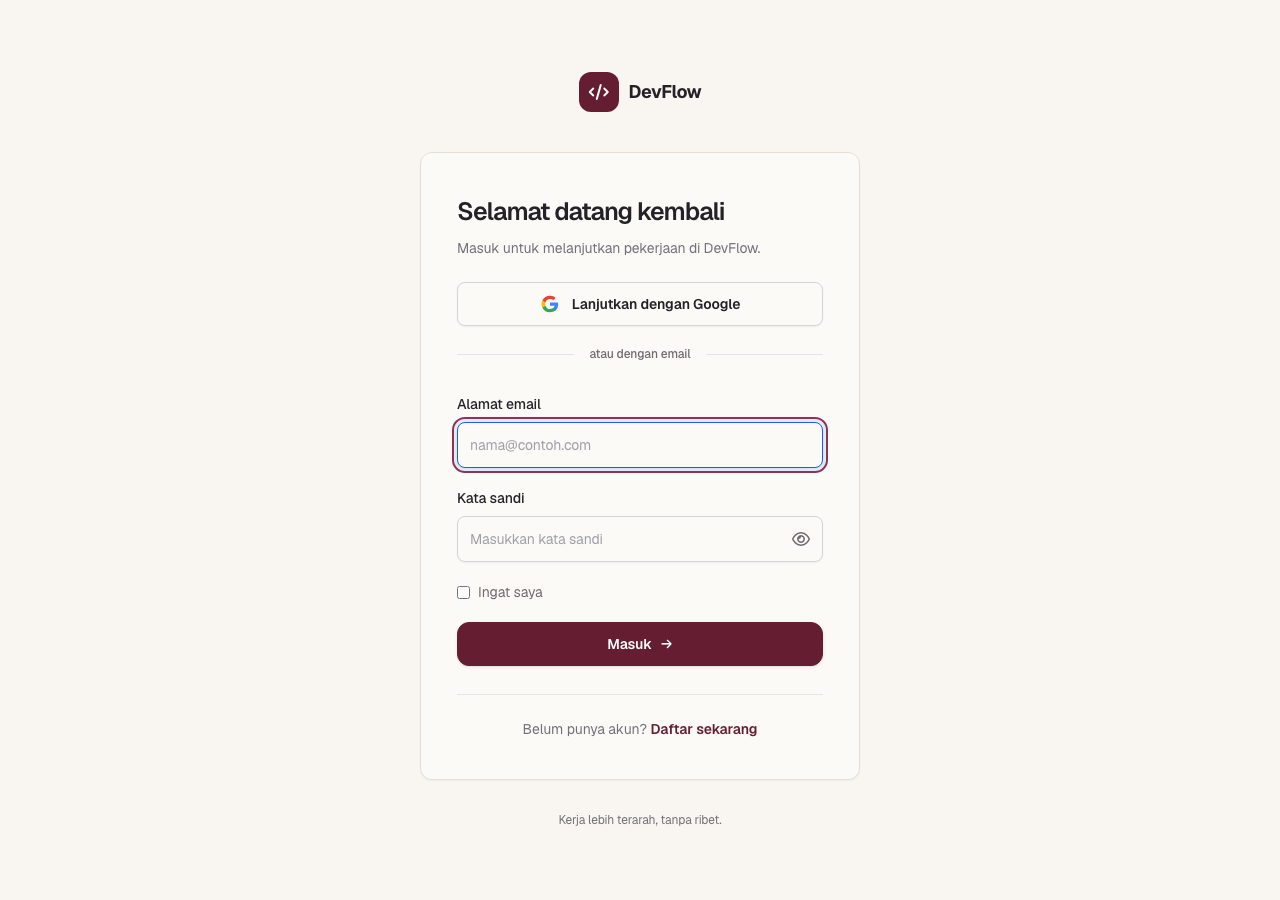 DevFlow
Selamat datang kembali
Masuk untuk melanjutkan pekerjaan di DevFlow.
Lanjutkan dengan Google
atau dengan email
Alamat email
nama@contoh.com
Kata sandi
Masukkan kata sandi
Ingat saya
Masuk →
Belum punya akun? Daftar sekarang
Kerja lebih terarah, tanpa ribet.